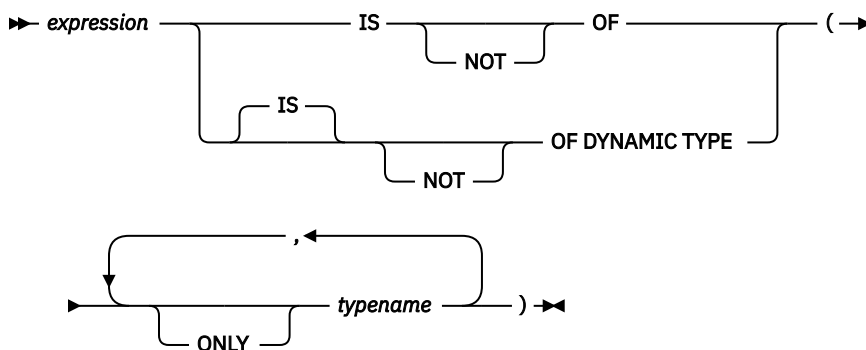 expression IS OF (
NOT
IS
OF DYNAMIC TYPE
NOT
,
typename )
ONLY